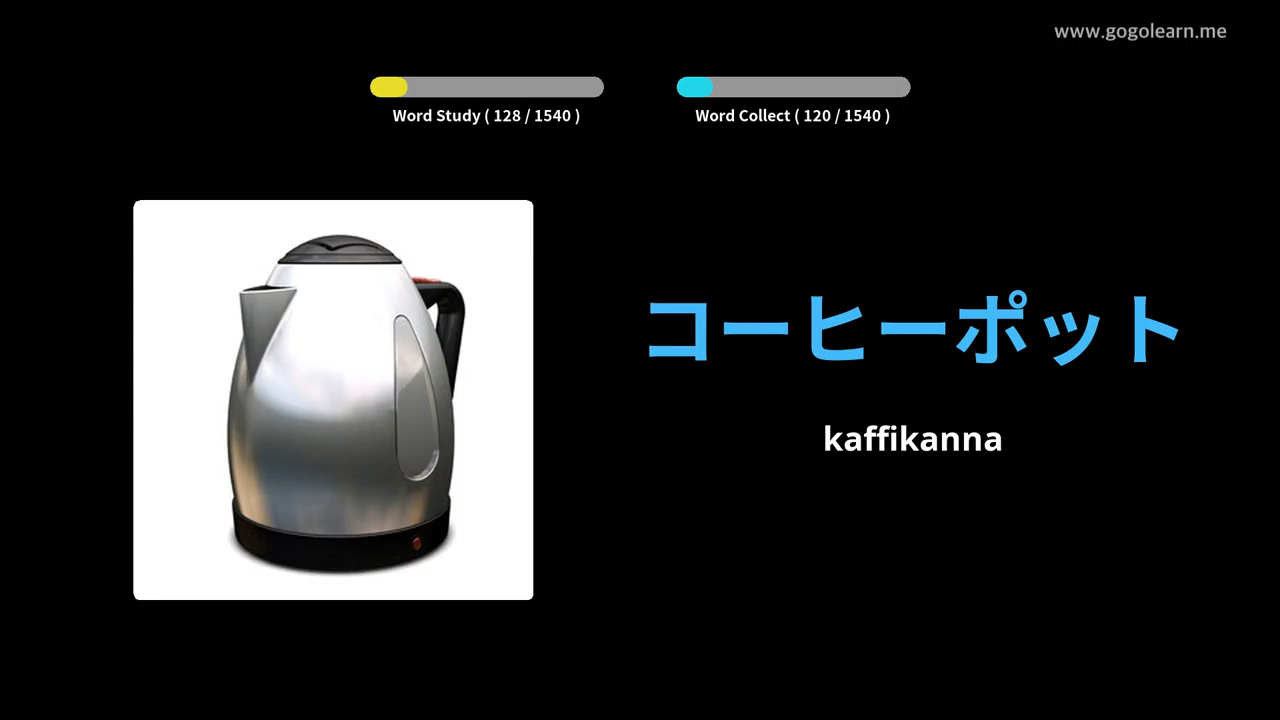 www.gogolearn.me
Word Study ( 128 / 1540 )
Word Collect ( 120 / 1540 )
コーヒーポット
kaffikanna